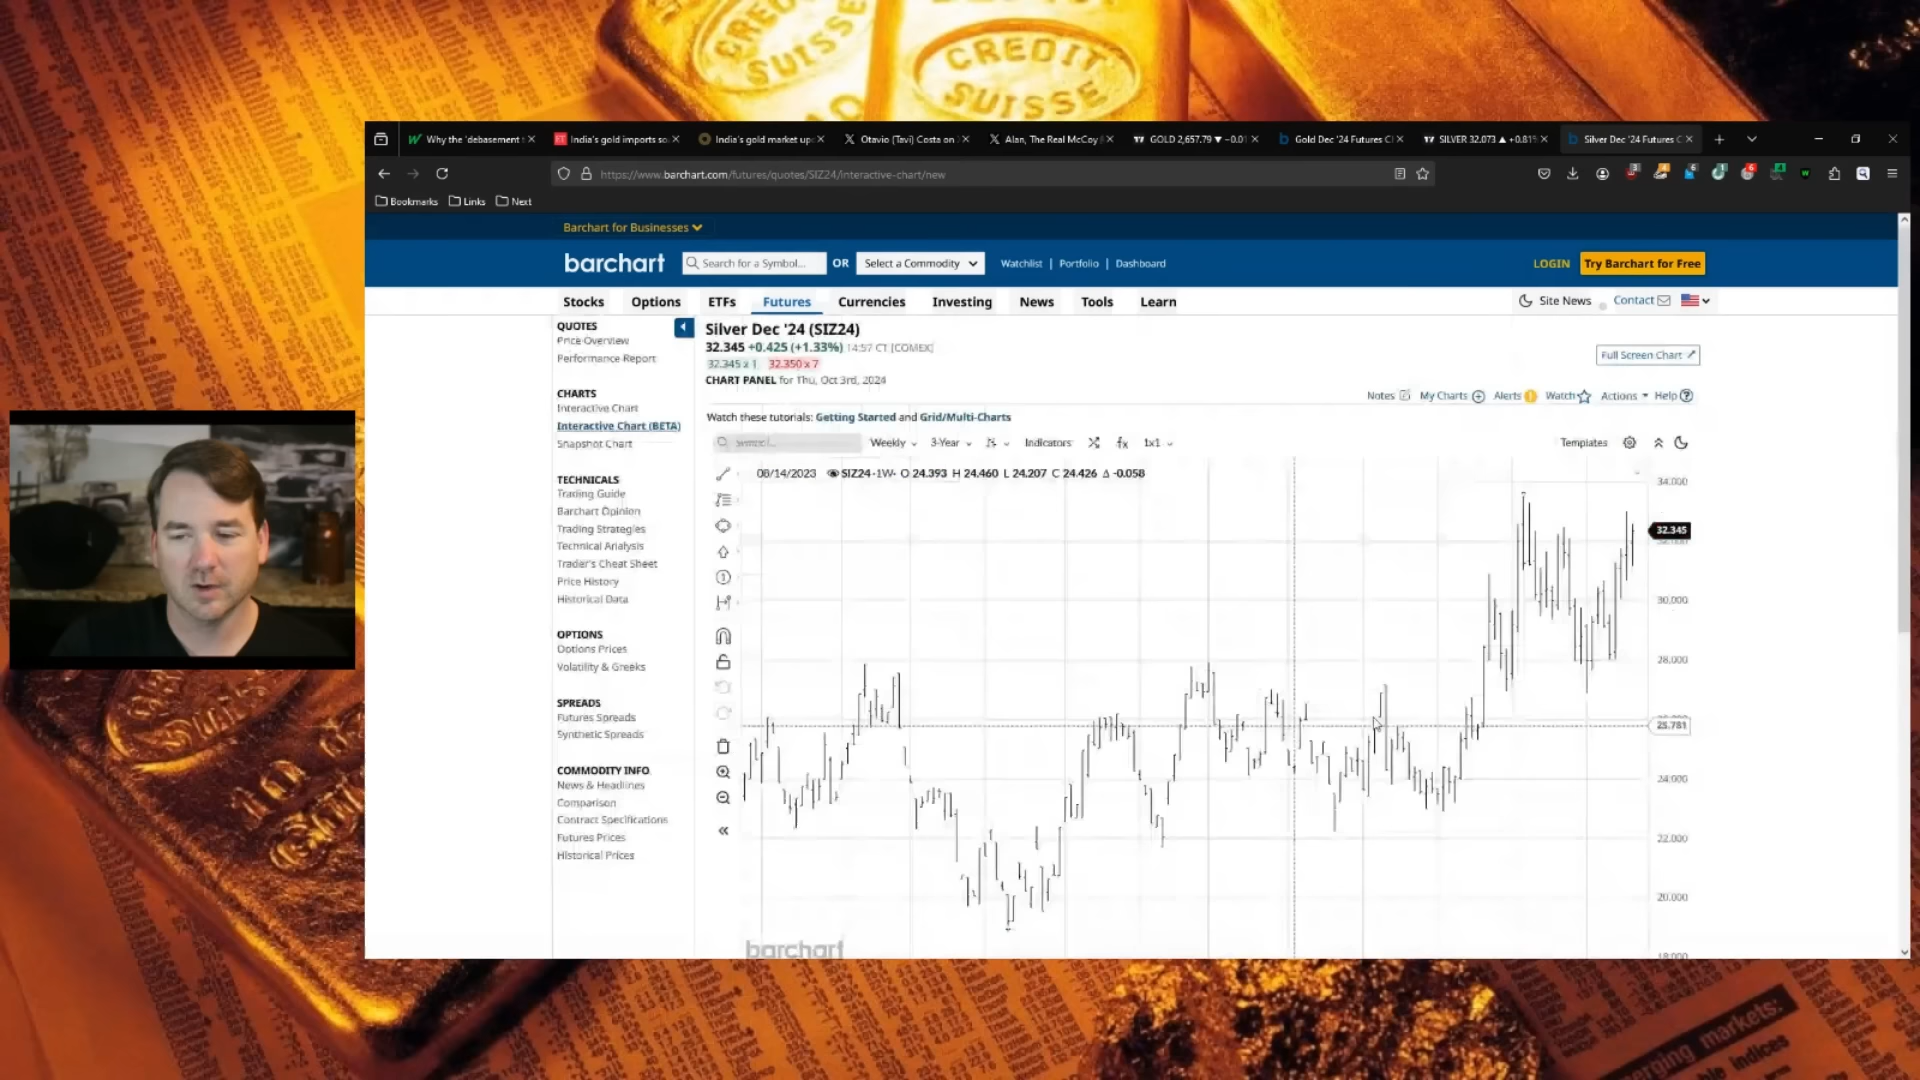 CREDIT
SUISSE
CREDIT
SUISSE
Why the 'debasement
India's gold imports so
India's gold market up
Otavio (Tavi) Costa on
Alan, The Real McCoy
GOLD 2,657.79 ▼ −0.0
Gold Dec '24 Futures C
SILVER 32.073 ▲ +0.81%
Silver Dec '24 Futures C
https://www.barchart.com/futures/quotes/SIZ24/interactive-chart/new
Bookmarks Links Next
Barchart for Businesses
barchart
Search for a Symbol...
OR
Select a Commodity
Watchlist | Portfolio | Dashboard
LOGIN
Try Barchart for Free
Stocks Options ETFs Futures Currencies Investing News Tools Learn
Site News
Contact
QUOTES
Price Overview
Performance Report
CHARTS
Interactive Chart
Interactive Chart (BETA)
Snapshot Chart
TECHNICALS
Trading Guide
Barchart Opinion
Trading Strategies
Technical Analysis
Trader's Cheat Sheet
Price History
Historical Data
OPTIONS
Options Prices
Volatility & Greeks
SPREADS
Futures Spreads
Synthetic Spreads
COMMODITY INFO
News & Headlines
Comparison
Contract Specifications
Futures Prices
Historical Prices
Silver Dec '24 (SIZ24)
32.345 +0.425 (+1.33%) 14:57 CT [COMEX]
32.345 x 1 32.350 x 7
CHART PANEL for Thu, Oct 3rd, 2024
Full Screen Chart
Notes My Charts Alerts Watch Actions Help
Watch these tutorials: Getting Started and Grid/Multi-Charts
Weekly 3-Year Indicators fx 1x1
Templates
08/14/2023 SIZ24·1W· O 24.393 H 24.460 L 24.207 C 24.426 Δ -0.058
34.000
32.345
32.000
30.000
28.000
25.781
24.000
22.000
20.000
18.000
barchart
erging markets: